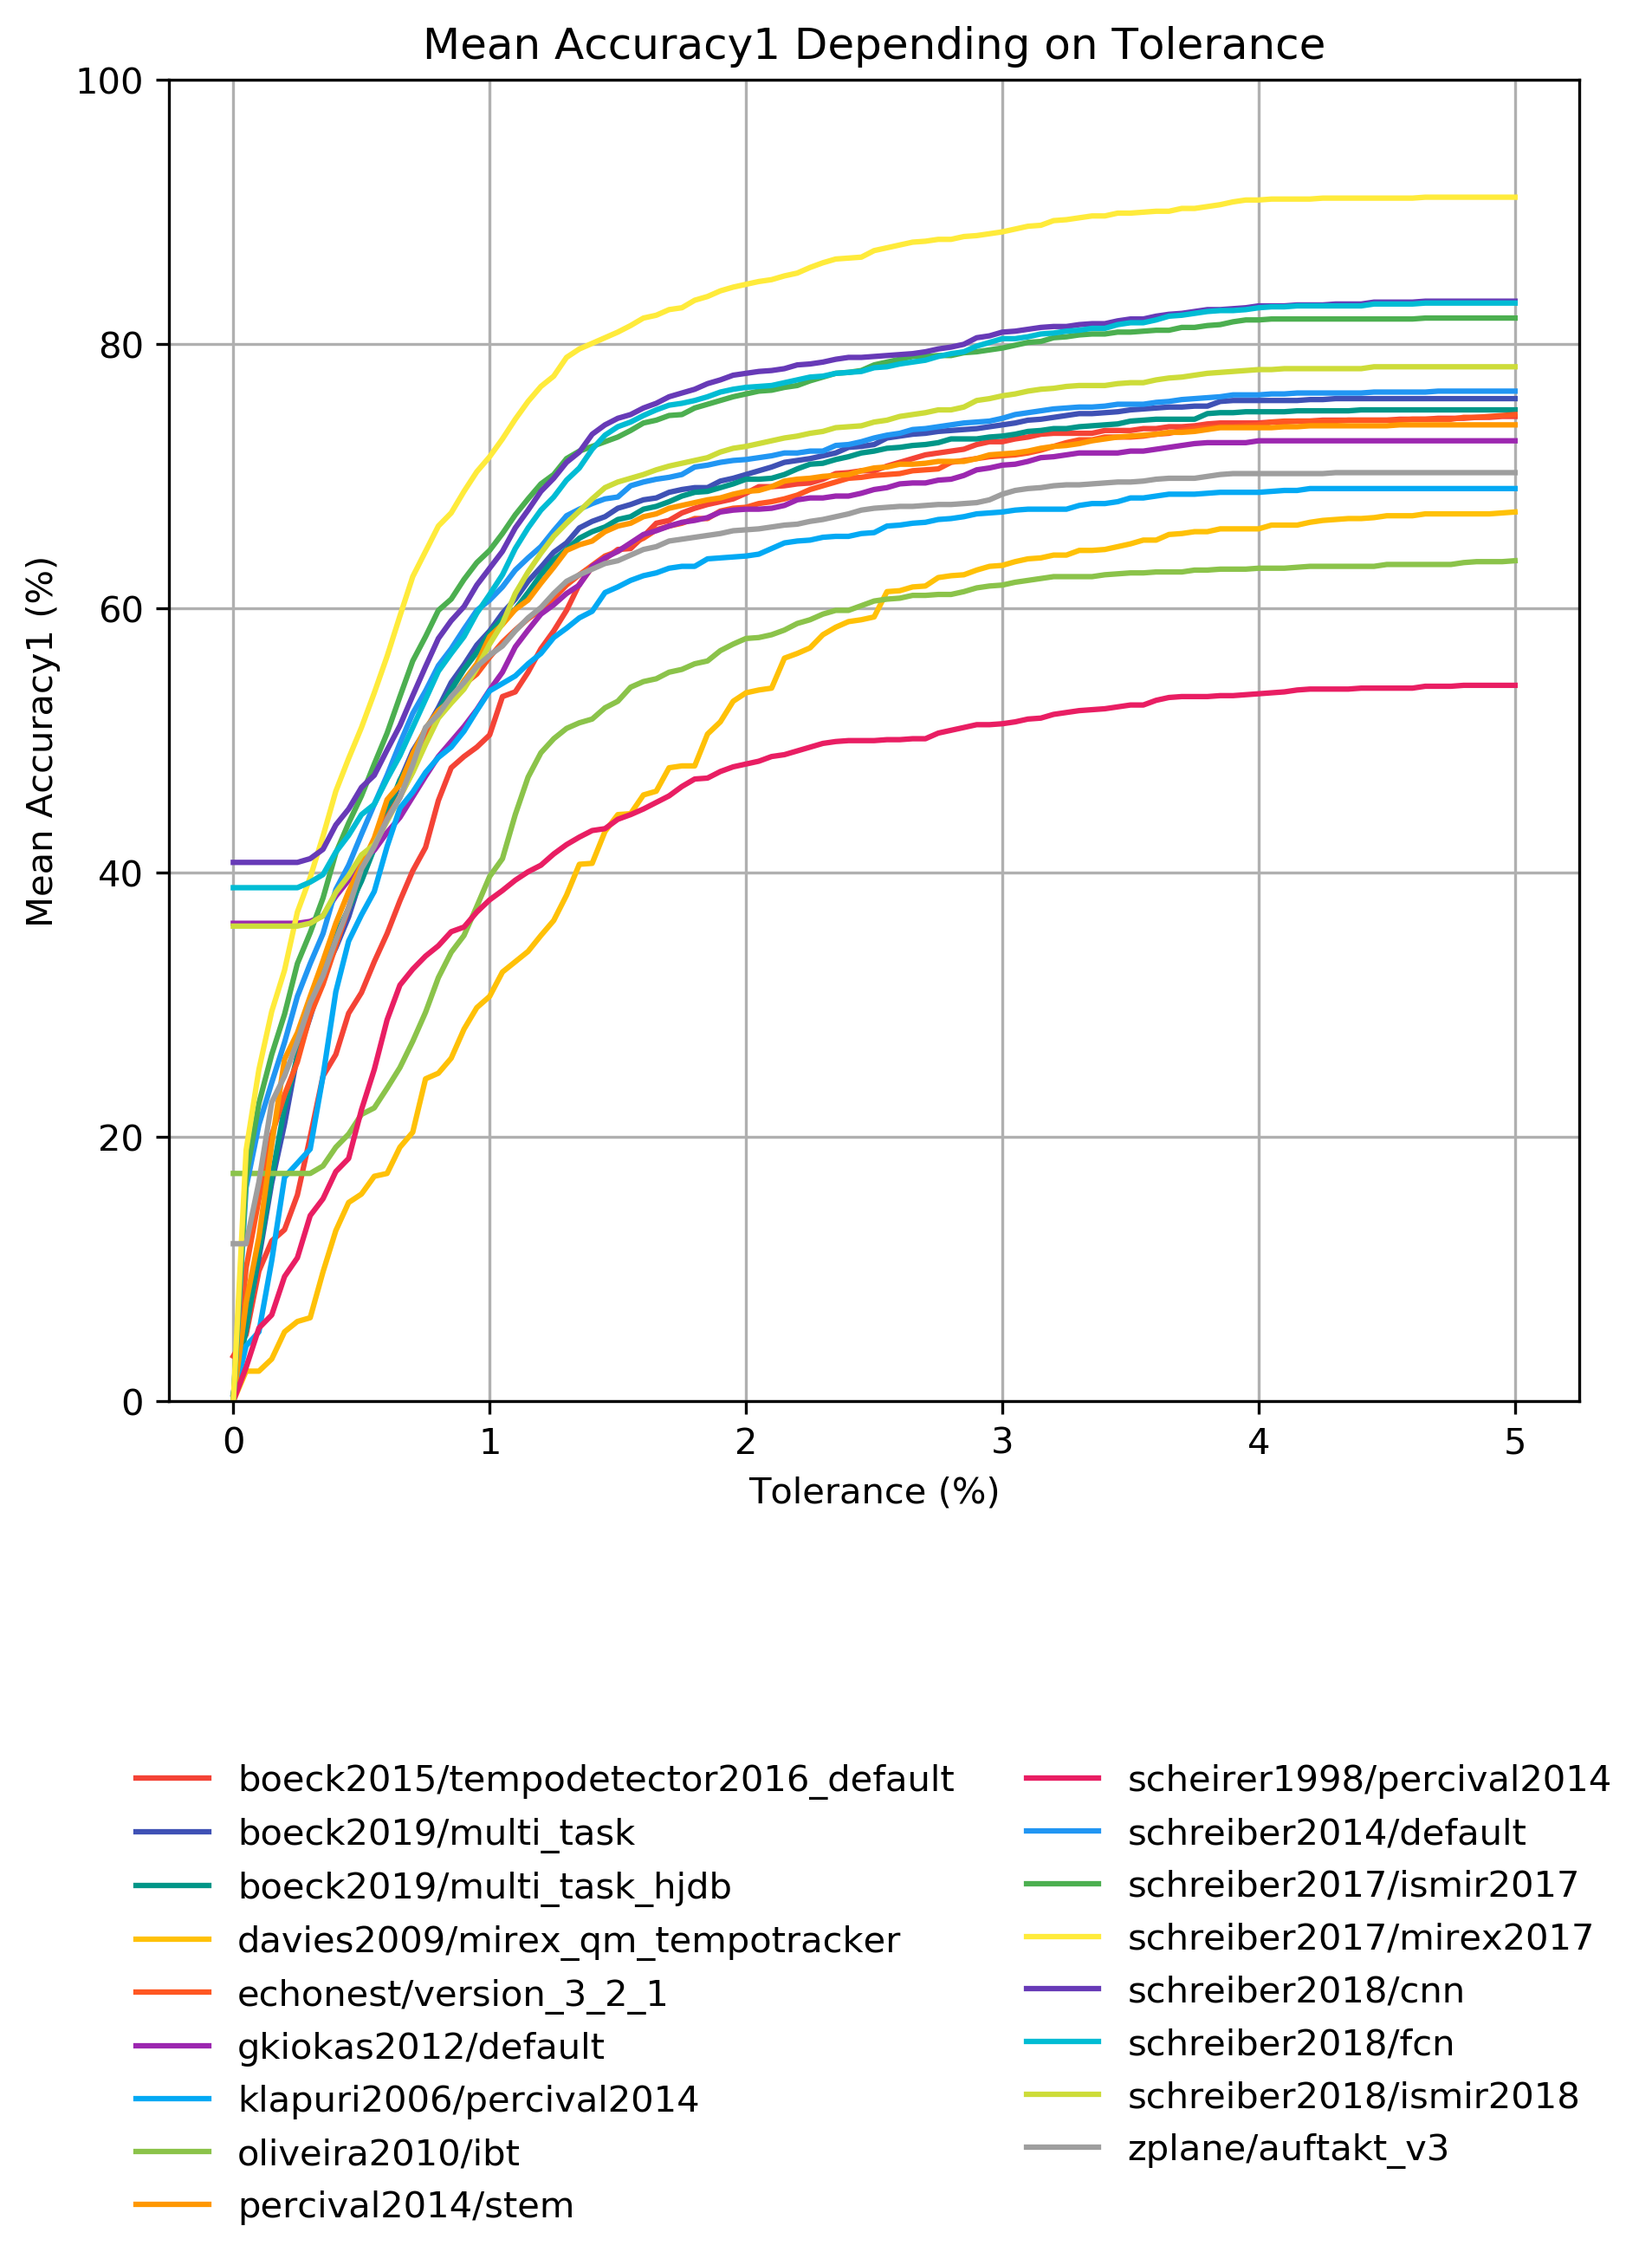 Mean Accuracy1 Depending on Tolerance
Mean Accuracy1 (%)
100
80
60
40
20
0
0 1 2 3 4 5
Tolerance (%)
boeck2015/tempodetector2016_default
boeck2019/multi_task
boeck2019/multi_task_hjdb
davies2009/mirex_qm_tempotracker
echonest/version_3_2_1
gkiokas2012/default
klapuri2006/percival2014
oliveira2010/ibt
percival2014/stem
scheirer1998/percival2014
schreiber2014/default
schreiber2017/ismir2017
schreiber2017/mirex2017
schreiber2018/cnn
schreiber2018/fcn
schreiber2018/ismir2018
zplane/auftakt_v3